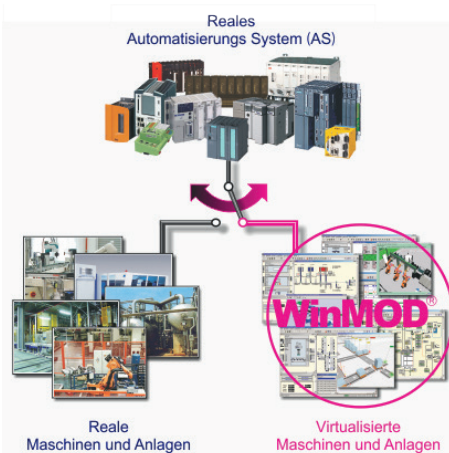 Reales
Automatisierungs System (AS)
WinMOD®
Reale
Maschinen und Anlagen
Virtualisierte
Maschinen und Anlagen